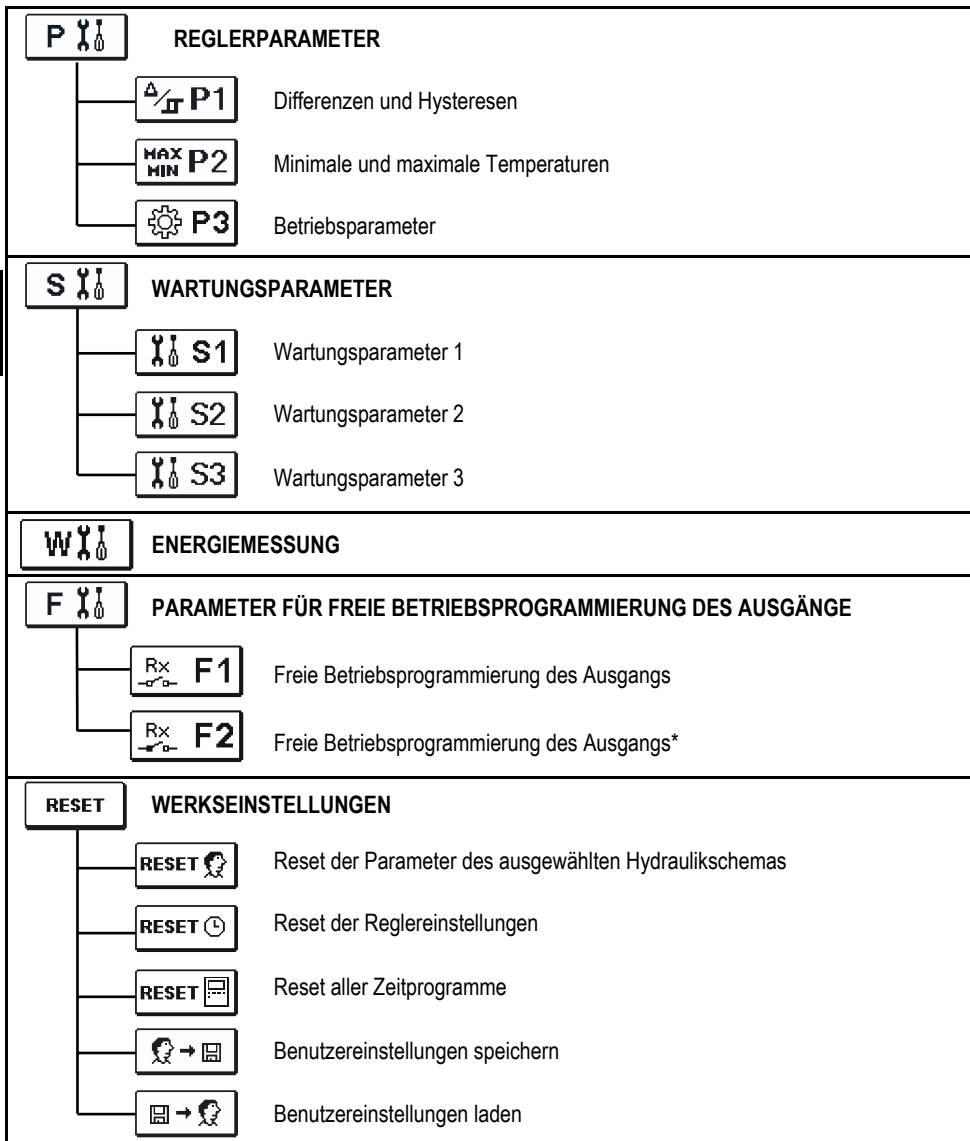 P REGLERPARAMETER
Δ P1 Differenzen und Hysteresen
MAX MIN P2 Minimale und maximale Temperaturen
P3 Betriebsparameter
S WARTUNGSPARAMETER
S1 Wartungsparameter 1
S2 Wartungsparameter 2
S3 Wartungsparameter 3
W ENERGIEMESSUNG
F PARAMETER FÜR FREIE BETRIEBSPROGRAMMIERUNG DES AUSGÄNGE
Rx F1 Freie Betriebsprogrammierung des Ausgangs
Rx F2 Freie Betriebsprogrammierung des Ausgangs*
RESET WERKSEINSTELLUNGEN
RESET Reset der Parameter des ausgewählten Hydraulikschemas
RESET Reset der Reglereinstellungen
RESET Reset aller Zeitprogramme
Benutzereinstellungen speichern
Benutzereinstellungen laden